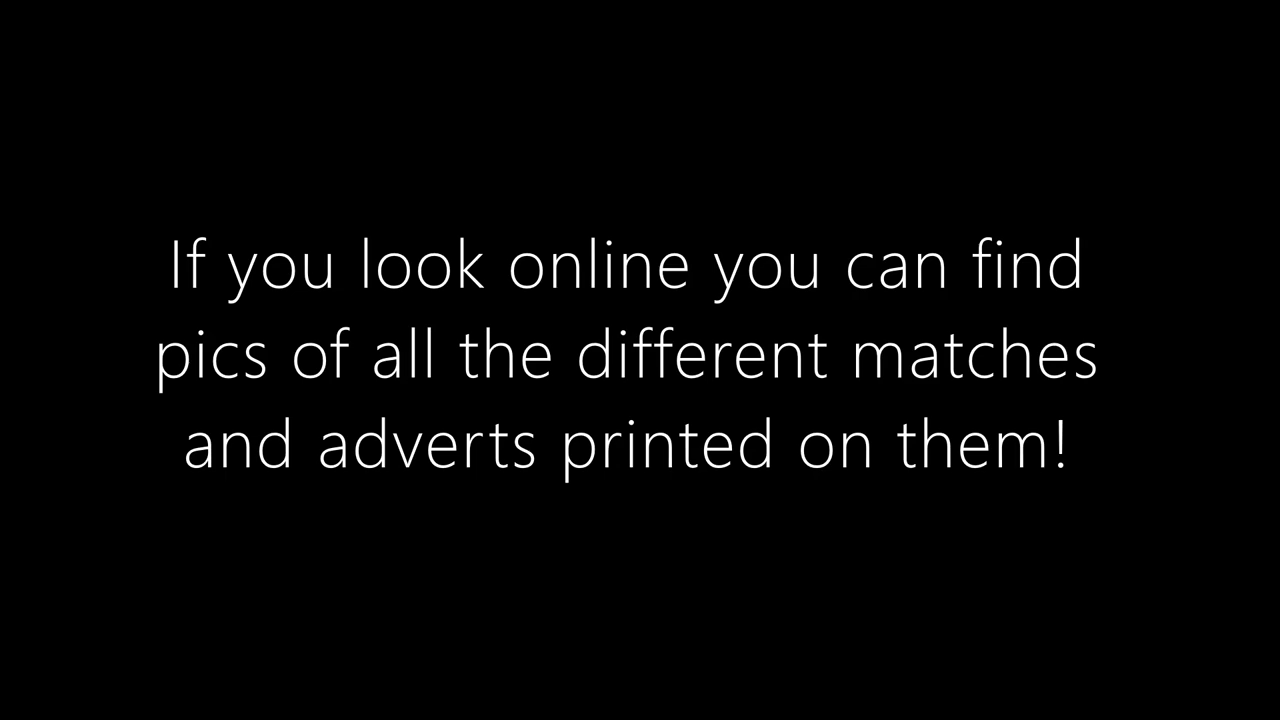 If you look online you can find
pics of all the different matches
and adverts printed on them!